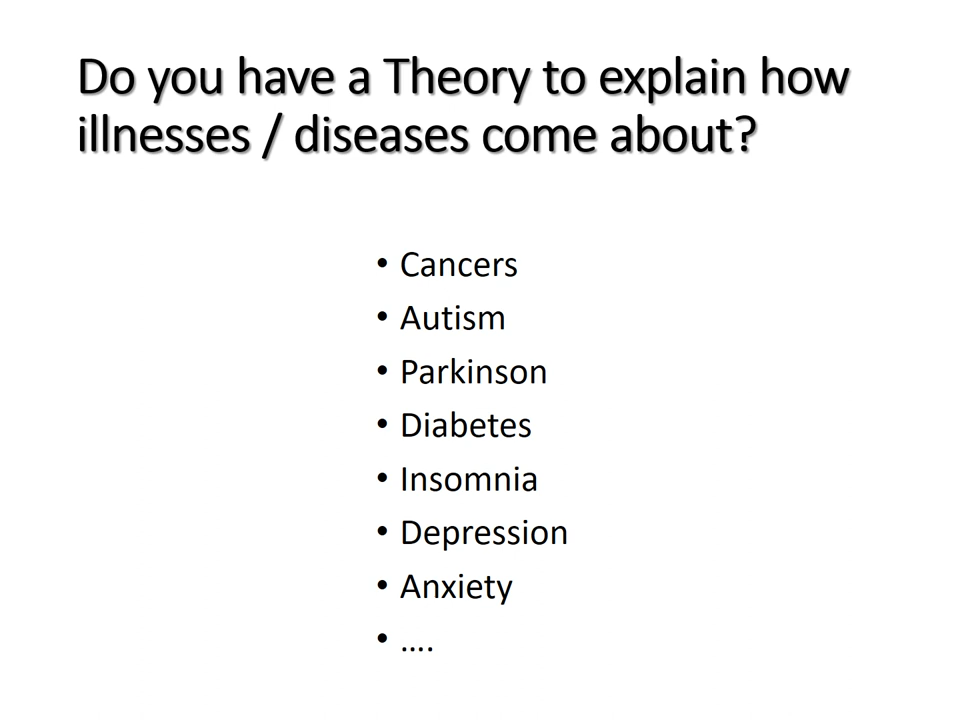 Do you have a Theory to explain how
illnesses / diseases come about?
• Cancers
• Autism
• Parkinson
• Diabetes
• Insomnia
• Depression
• Anxiety
• ....